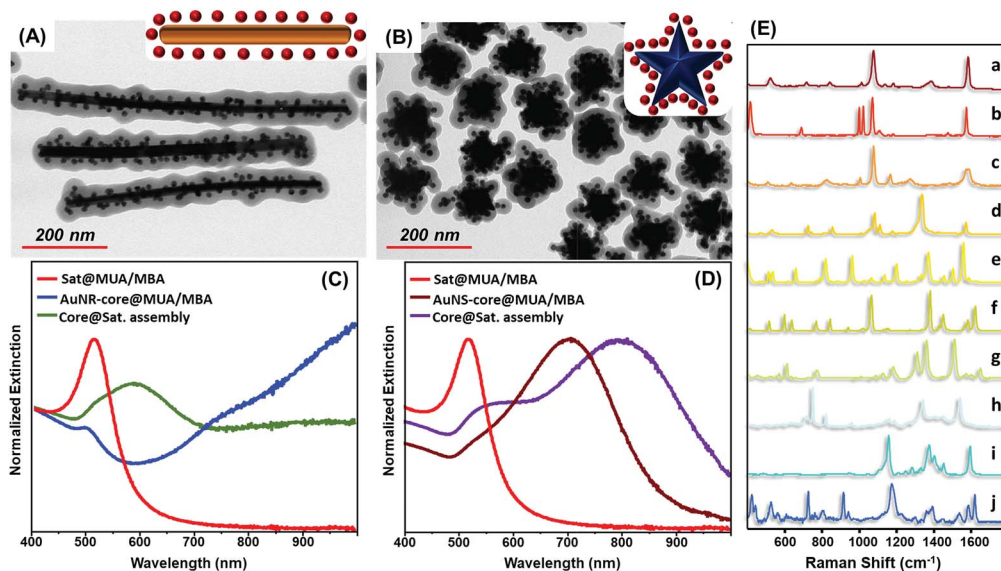 (A)
200 nm
(B)
200 nm
(C)
Sat@MUA/MBA
AuNR-core@MUA/MBA
Core@Sat. assembly
Normalized Extinction
400 500 600 700 800 900
Wavelength (nm)
(D)
Sat@MUA/MBA
AuNS-core@MUA/MBA
Core@Sat. assembly
Normalized Extinction
400 500 600 700 800 900
Wavelength (nm)
(E)
a
b
c
d
e
f
g
h
i
j
600 800 1000 1200 1400 1600
Raman Shift (cm⁻¹)